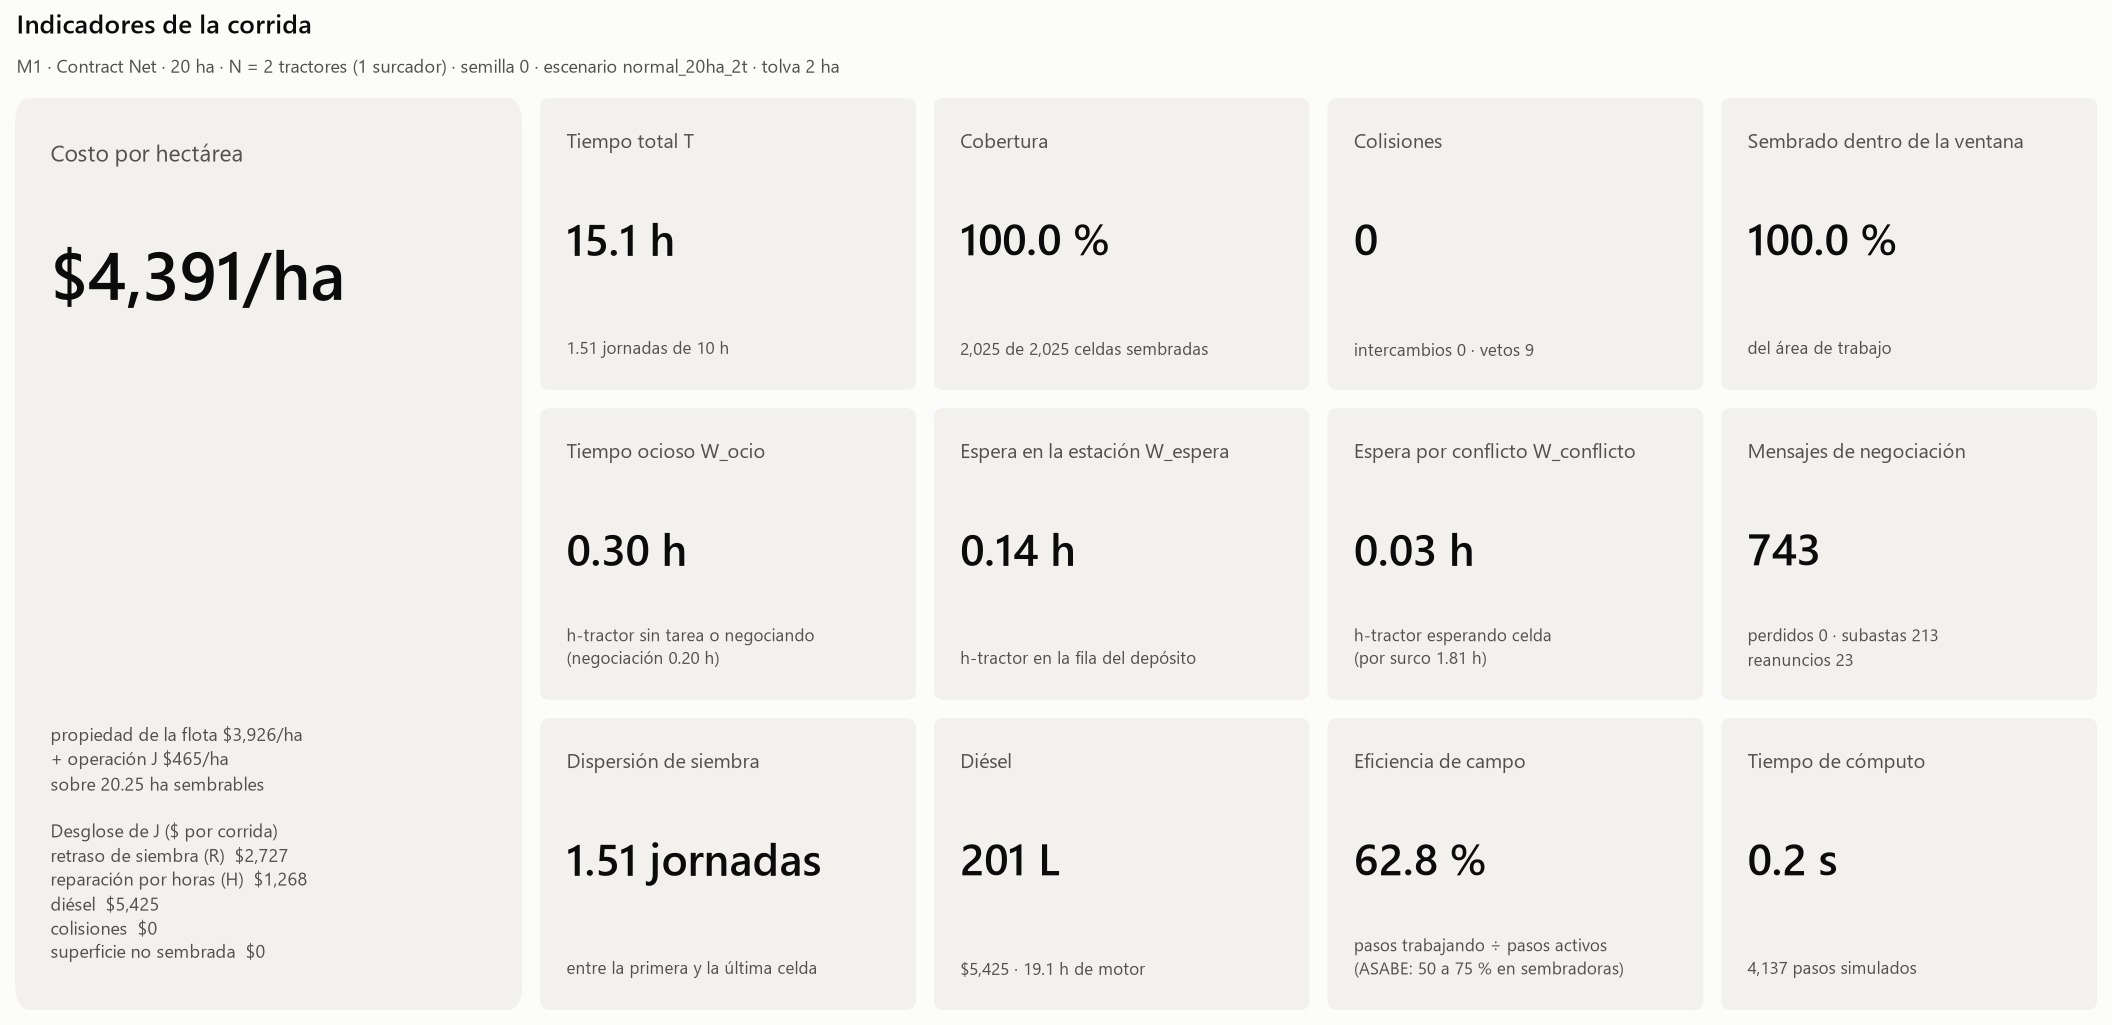 Indicadores de la corrida
M1 · Contract Net · 20 ha · N = 2 tractores (1 surcador) · semilla 0 · escenario normal_20ha_2t · tolva 2 ha
Costo por hectárea
$4,391/ha
propiedad de la flota $3,926/ha
+ operación J $465/ha
sobre 20.25 ha sembrables
Desglose de J ($ por corrida)
retraso de siembra (R) $2,727
reparación por horas (H) $1,268
diésel $5,425
colisiones $0
superficie no sembrada $0
Tiempo total T
15.1 h
1.51 jornadas de 10 h
Cobertura
100.0 %
2,025 de 2,025 celdas sembradas
Colisiones
0
intercambios 0 · vetos 9
Sembrado dentro de la ventana
100.0 %
del área de trabajo
Tiempo ocioso W_ocio
0.30 h
h-tractor sin tarea o negociando
(negociación 0.20 h)
Espera en la estación W_espera
0.14 h
h-tractor en la fila del depósito
Espera por conflicto W_conflicto
0.03 h
h-tractor esperando celda
(por surco 1.81 h)
Mensajes de negociación
743
perdidos 0 · subastas 213
reanuncios 23
Dispersión de siembra
1.51 jornadas
entre la primera y la última celda
Diésel
201 L
$5,425 · 19.1 h de motor
Eficiencia de campo
62.8 %
pasos trabajando ÷ pasos activos
(ASABE: 50 a 75 % en sembradoras)
Tiempo de cómputo
0.2 s
4,137 pasos simulados